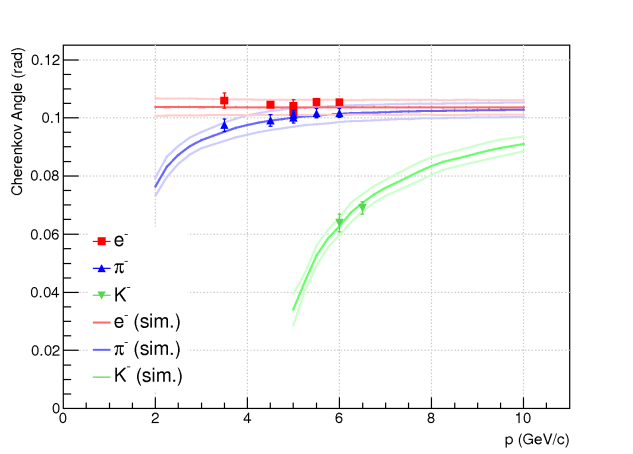 Cherenkov Angle (rad)
0.12
0.1
0.08
0.06
0.04
0.02
0
e⁻
π⁻
K⁻
e⁻ (sim.)
π⁻ (sim.)
K⁻ (sim.)
0 2 4 6 8 10
p (GeV/c)